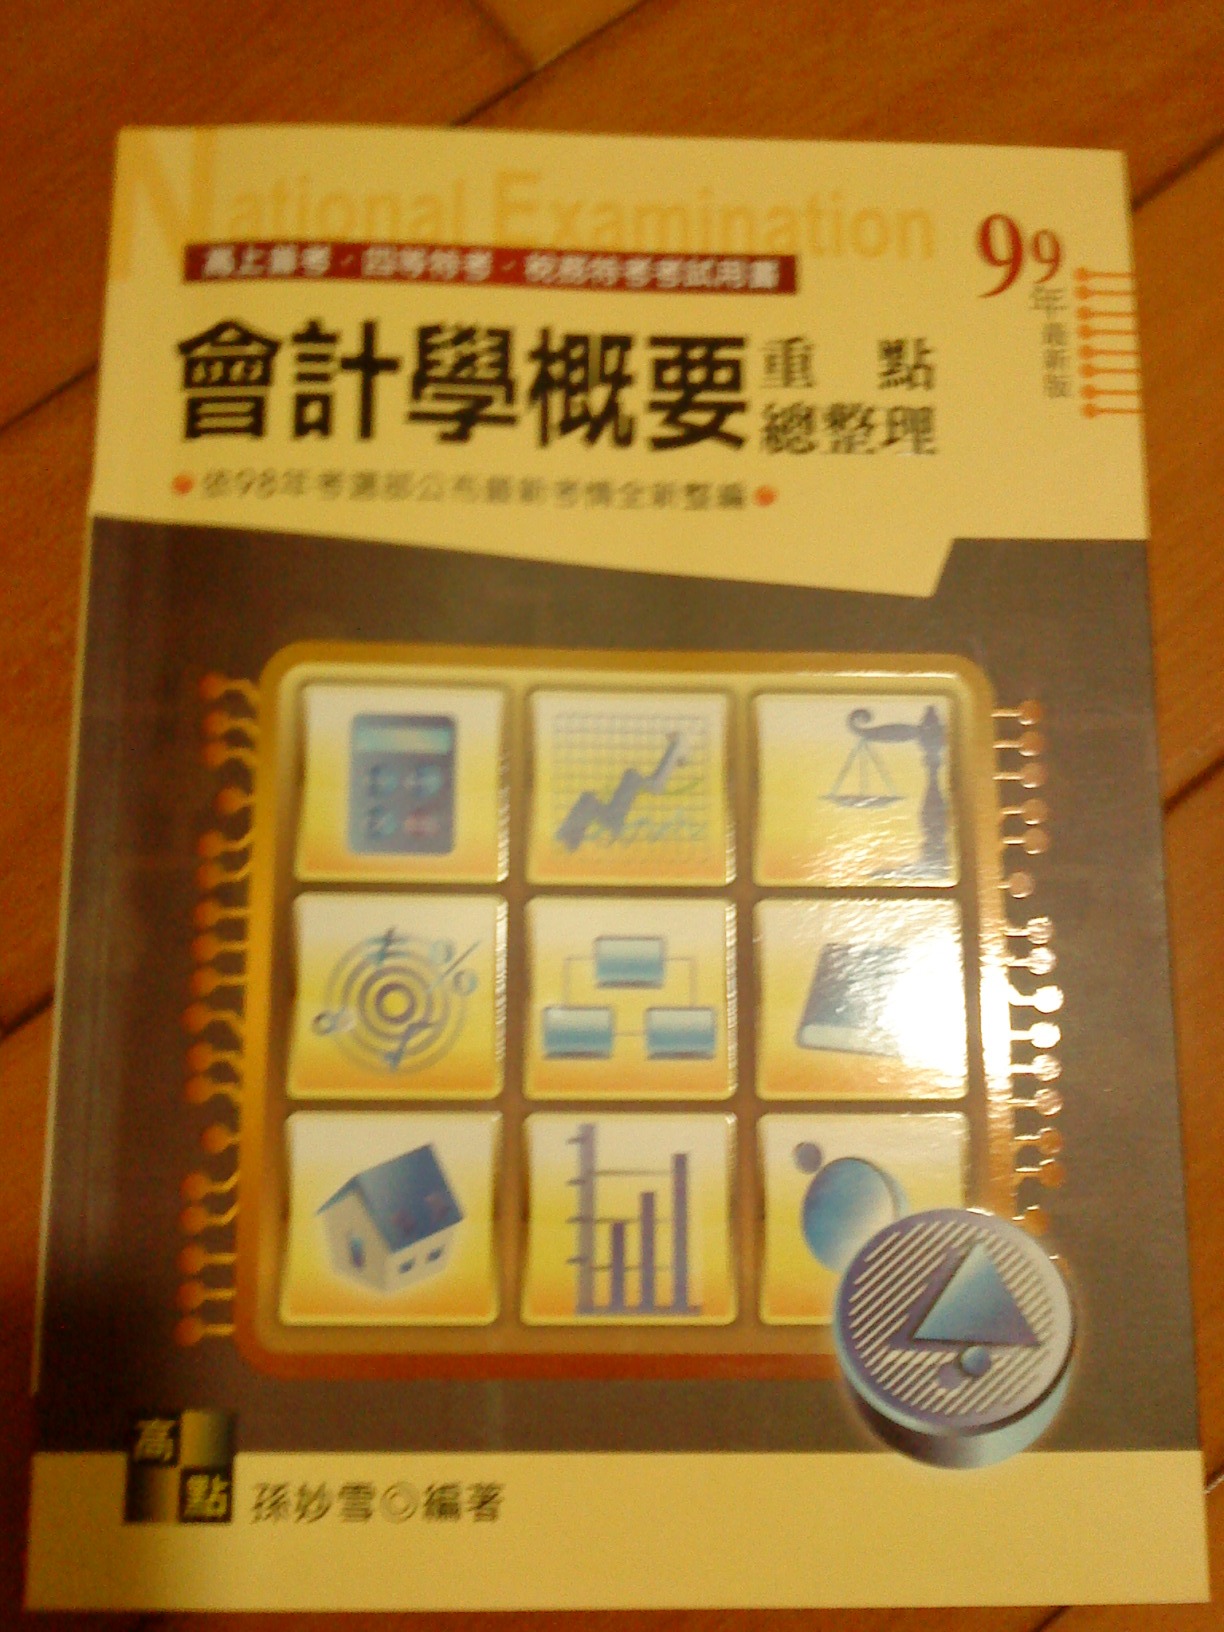 National Examination
高上普考・四等特考・稅務特考考試用書
99年最新版
會計學概要 重點
總整理
依98年考選部公布最新考情全新整編
高點
孫妙雪◎編著